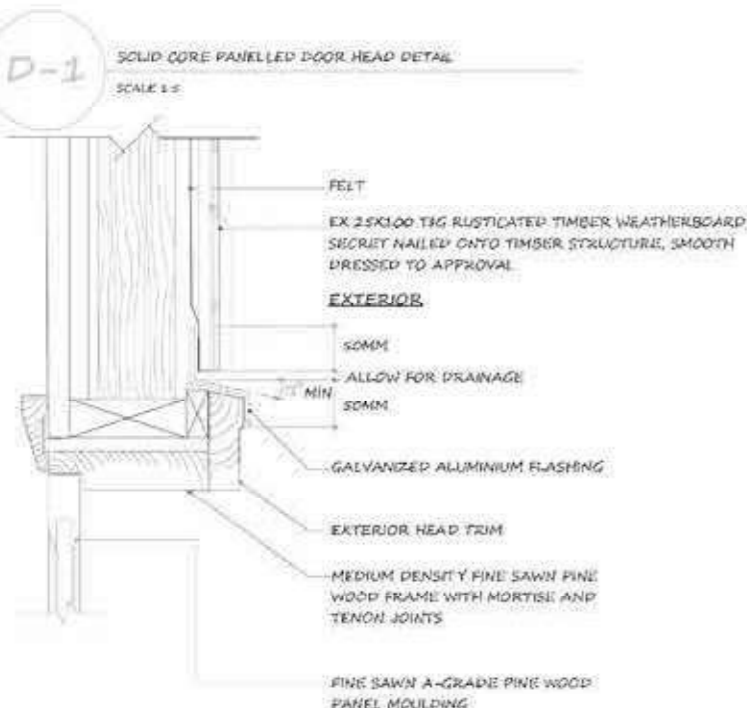 D-1
SOLID CORE PANELLED DOOR HEAD DETAIL
SCALE 1:5
FELT
EX 25X100 T&G RUSTICATED TIMBER WEATHERBOARD
SECRET NAILED ONTO TIMBER STRUCTURE, SMOOTH
DRESSED TO APPROVAL
EXTERIOR
50MM
ALLOW FOR DRAINAGE
MIN
50MM
GALVANIZED ALUMINIUM FLASHING
EXTERIOR HEAD TRIM
MEDIUM DENSITY FINE SAWN PINE
WOOD FRAME WITH MORTISE AND
TENON JOINTS
FINE SAWN A-GRADE PINE WOOD
PANEL MOULDING